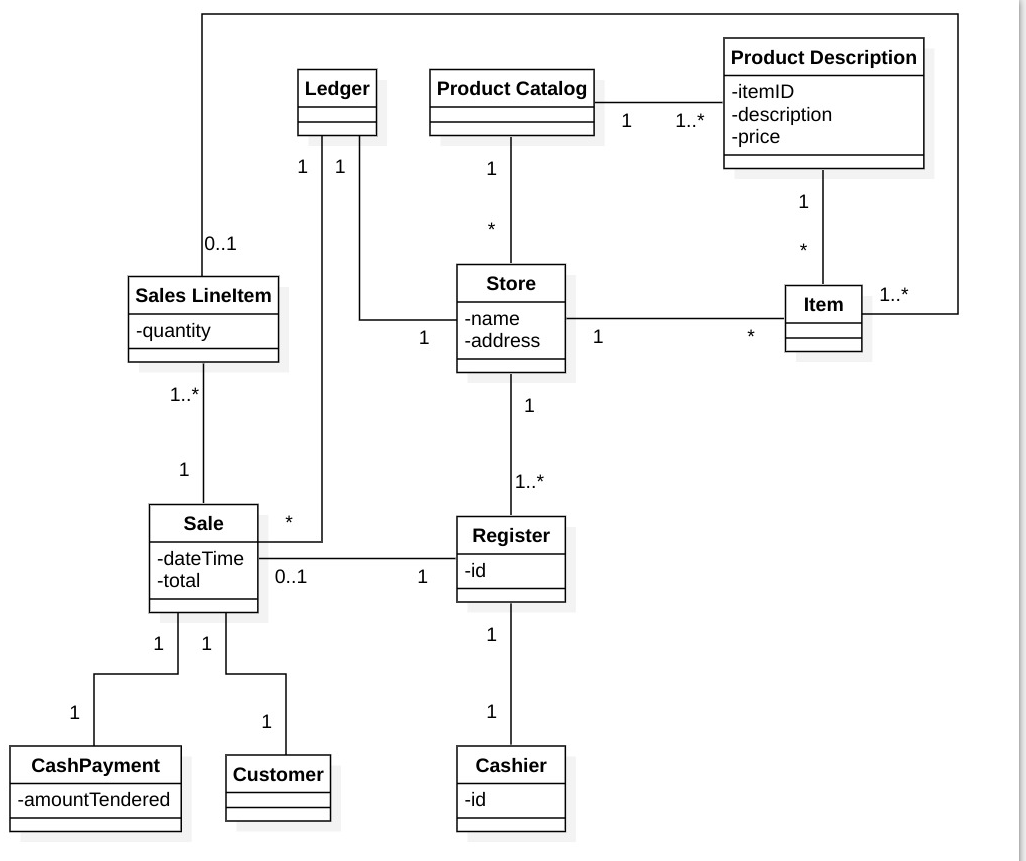 Ledger
Product Catalog
Product Description
-itemID
-description
-price
1
1..*
1
1
1
*
1
*
0..1
Sales LineItem
-quantity
Store
-name
-address
Item
1..*
1
1
*
1..*
1
1
1..*
Sale
-dateTime
-total
*
0..1
1
Register
-id
1
1
1
1
1
1
CashPayment
-amountTendered
Customer
Cashier
-id